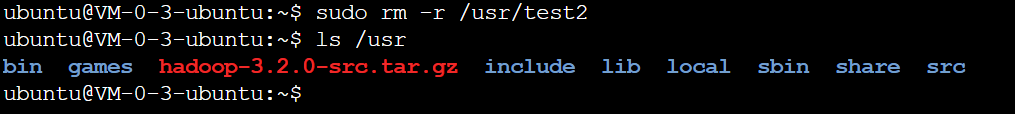 ubuntu@VM-0-3-ubuntu:~$ sudo rm -r /usr/test2
ubuntu@VM-0-3-ubuntu:~$ ls /usr
bin games hadoop-3.2.0-src.tar.gz include lib local sbin share src
ubuntu@VM-0-3-ubuntu:~$